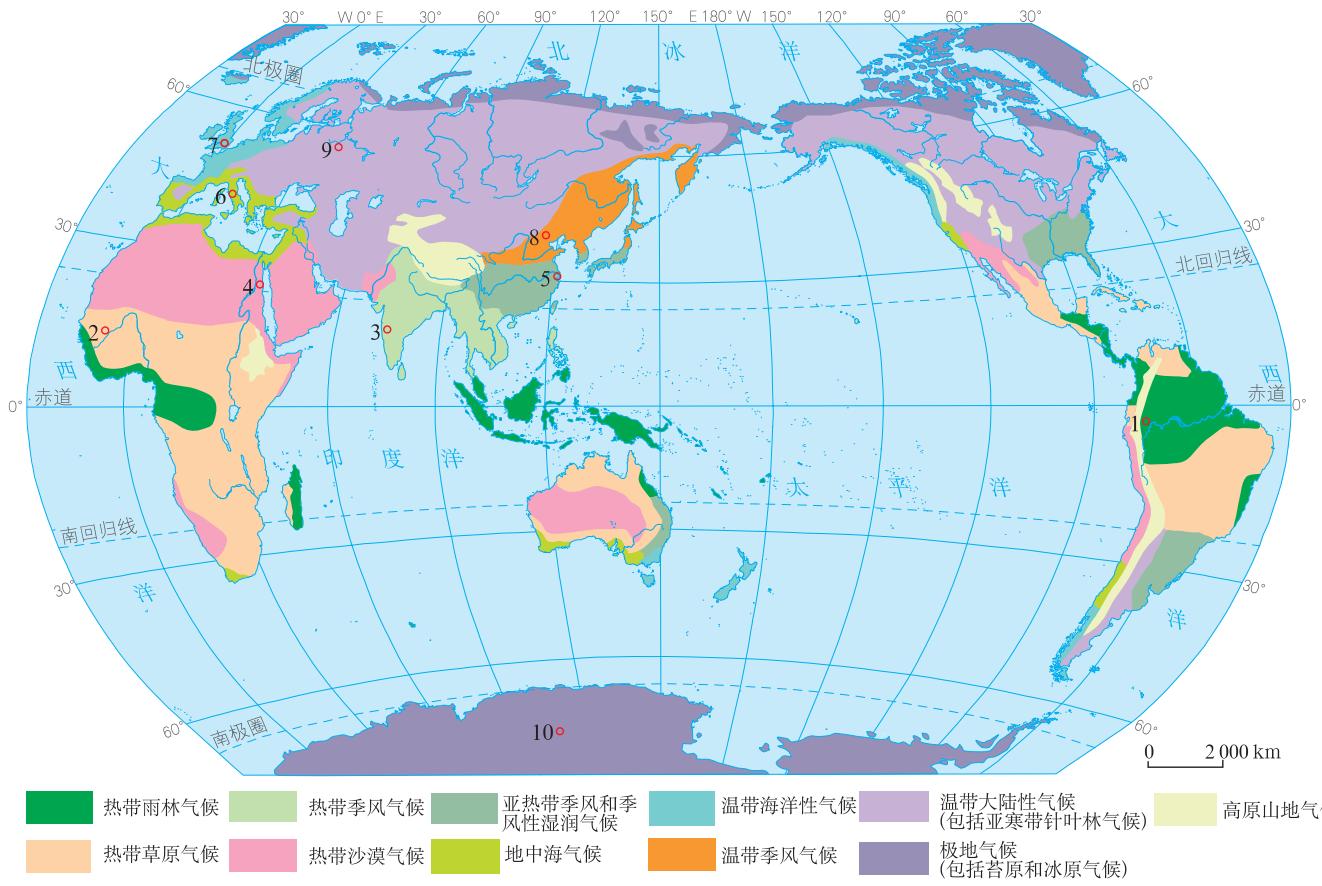 30° W 0° E 30° 60° 90° 120° 150° E 180° W 150° 120° 90° 60° 30°
北 冰 洋
北极圈
60° 60°
7
9
大
6
大
30° 30°
8
北回归线
5
4
2 3
西 西
赤道 赤道
0° 0°
1
印 度 洋
太 平 洋
南回归线
30° 30°
洋 洋
60° 南极圈 60°
10
0 2 000 km
热带雨林气候 热带季风气候 亚热带季风和季 温带海洋性气候 温带大陆性气候 高原山地气
风性湿润气候 (包括亚寒带针叶林气候)
热带草原气候 热带沙漠气候 地中海气候 温带季风气候 极地气候
(包括苔原和冰原气候)